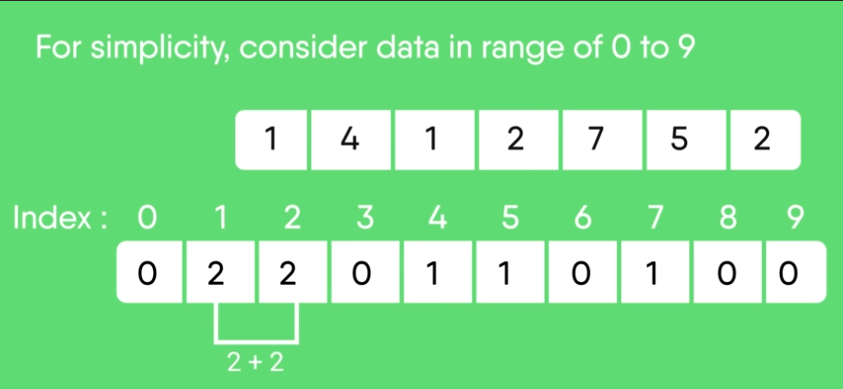 For simplicity, consider data in range of 0 to 9
1 4 1 2 7 5 2
Index : 0 1 2 3 4 5 6 7 8 9
0 2 2 0 1 1 0 1 0 0
2 + 2